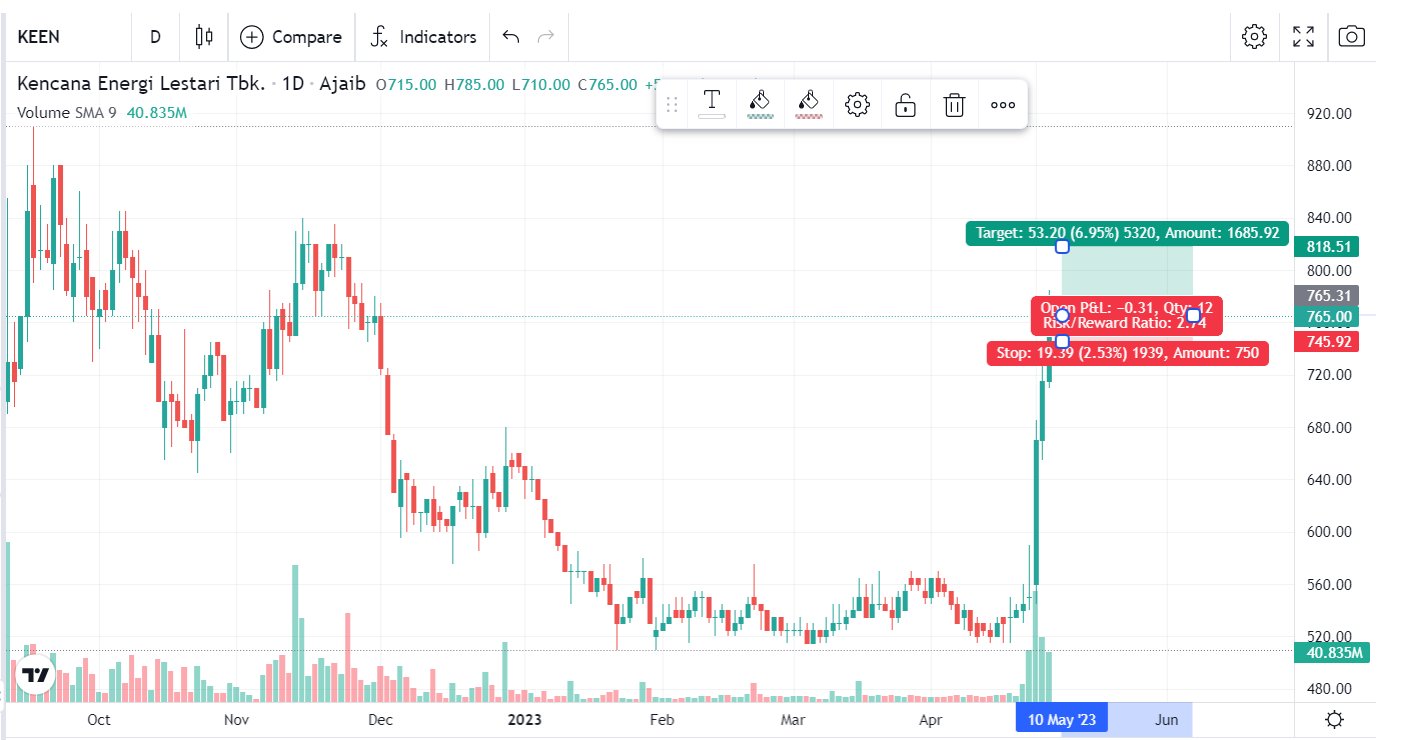 KEEN D Compare Indicators
Kencana Energi Lestari Tbk. · 1D · Ajaib O715.00 H785.00 L710.00 C765.00
Volume SMA 9 40.835M
T
920.00
880.00
840.00
Target: 53.20 (6.95%) 5320, Amount: 1685.92
818.51
800.00
765.31
Open P&L: −0.31, Qty: 12
765.00
Risk/Reward Ratio: 2.74
745.92
Stop: 19.39 (2.53%) 1939, Amount: 750
720.00
680.00
640.00
600.00
560.00
520.00
40.835M
480.00
Oct Nov Dec 2023 Feb Mar Apr 10 May '23 Jun